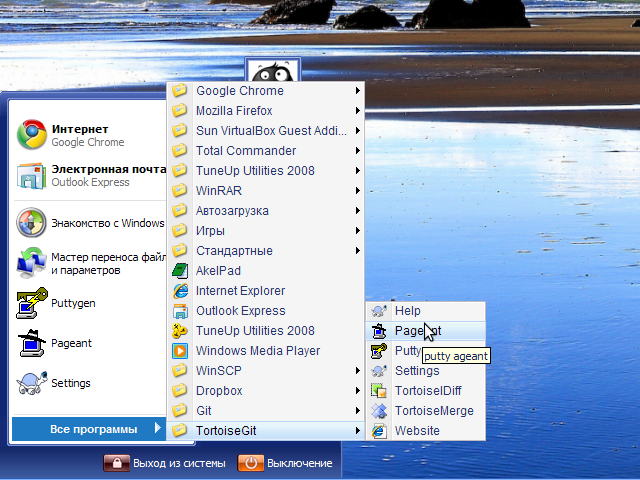 Интернет
Google Chrome
Электронная почта
Outlook Express
Знакомство с Windows
Мастер переноса файл
и параметров
Puttygen
Pageant
Settings
Все программы
Выход из системы
Выключение
Google Chrome
Mozilla Firefox
Sun VirtualBox Guest Addi...
Total Commander
TuneUp Utilities 2008
WinRAR
Автозагрузка
Игры
Стандартные
AkelPad
Internet Explorer
Outlook Express
TuneUp Utilities 2008
Windows Media Player
WinSCP
Dropbox
Git
TortoiseGit
Help
Pageant
Putty
putty ageant
Settings
TortoiseIDiff
TortoiseMerge
Website